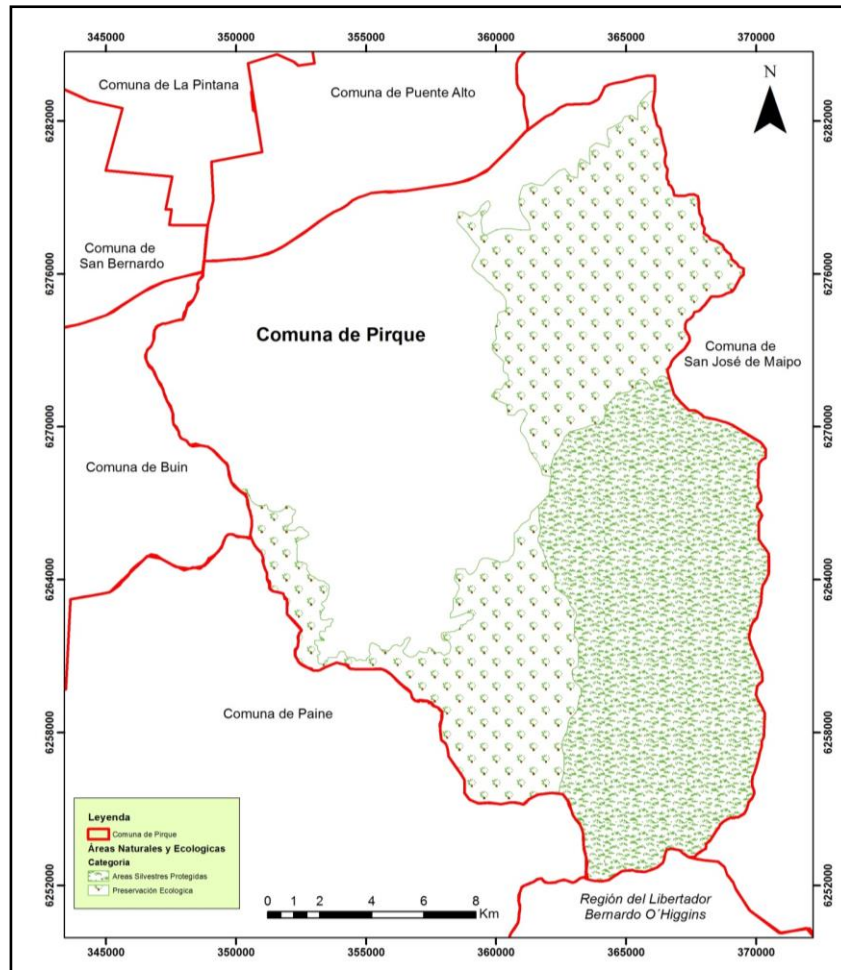 345000 350000 355000 360000 365000 370000
Comuna de La Pintana
Comuna de Puente Alto
N
6282000
6282000
Comuna de
San Bernardo
6276000
6276000
Comuna de Pirque
Comuna de
San José de Maipo
6270000
6270000
Comuna de Buin
6264000
6264000
Comuna de Paine
6258000
6258000
Leyenda
Comuna de Pirque
Àreas Naturales y Ecologicas
Categoria
Areas Silvestres Protegidas
Preservación Ecologica
6252000
6252000
0 1 2 4 6 8
Km
Región del Libertador
Bernardo O´Higgins
345000 350000 355000 360000 365000 370000